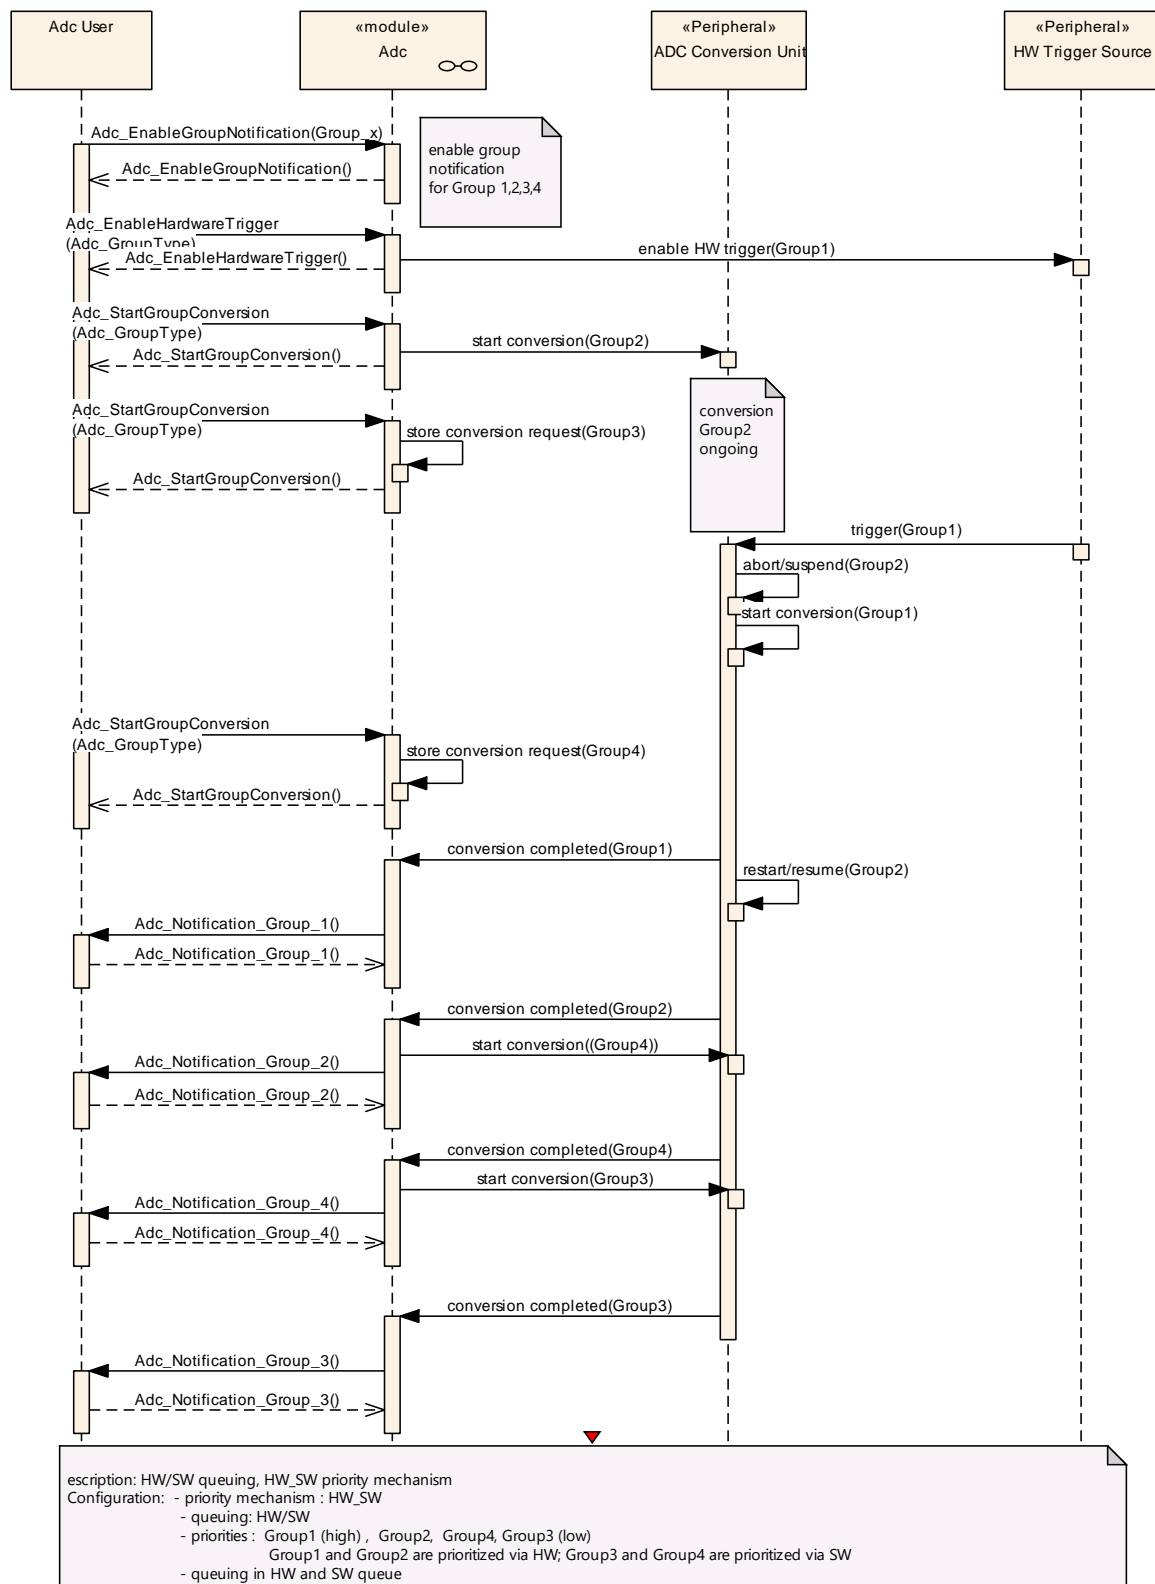 Adc User
«module»
Adc
«Peripheral»
ADC Conversion Unit
«Peripheral»
HW Trigger Source
Adc_EnableGroupNotification(Group_x)
enable group
notification
for Group 1,2,3,4
Adc_EnableGroupNotification()
Adc_EnableHardwareTrigger
(Adc_GroupType)
enable HW trigger(Group1)
Adc_EnableHardwareTrigger()
Adc_StartGroupConversion
(Adc_GroupType)
start conversion(Group2)
Adc_StartGroupConversion()
conversion
Group2
ongoing
Adc_StartGroupConversion
(Adc_GroupType)
store conversion request(Group3)
Adc_StartGroupConversion()
trigger(Group1)
abort/suspend(Group2)
start conversion(Group1)
Adc_StartGroupConversion
(Adc_GroupType)
store conversion request(Group4)
Adc_StartGroupConversion()
conversion completed(Group1)
restart/resume(Group2)
Adc_Notification_Group_1()
Adc_Notification_Group_1()
conversion completed(Group2)
start conversion((Group4))
Adc_Notification_Group_2()
Adc_Notification_Group_2()
conversion completed(Group4)
start conversion(Group3)
Adc_Notification_Group_4()
Adc_Notification_Group_4()
conversion completed(Group3)
Adc_Notification_Group_3()
Adc_Notification_Group_3()
escription: HW/SW queuing, HW_SW priority mechanism
Configuration: - priority mechanism : HW_SW
- queuing: HW/SW
- priorities : Group1 (high) , Group2, Group4, Group3 (low)
Group1 and Group2 are prioritized via HW; Group3 and Group4 are prioritized via SW
- queuing in HW and SW queue